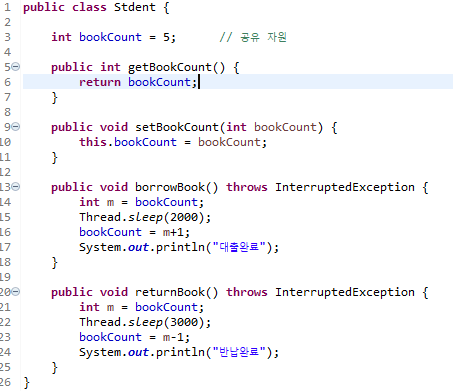 1 public class Stdent {
2
3     int bookCount = 5;      // 공유 자원
4
5     public int getBookCount() {
6         return bookCount;
7     }
8
9     public void setBookCount(int bookCount) {
10         this.bookCount = bookCount;
11     }
12
13     public void borrowBook() throws InterruptedException {
14         int m = bookCount;
15         Thread.sleep(2000);
16         bookCount = m+1;
17         System.out.println("대출완료");
18     }
19
20     public void returnBook() throws InterruptedException {
21         int m = bookCount;
22         Thread.sleep(3000);
23         bookCount = m-1;
24         System.out.println("반납완료");
25     }
26 }